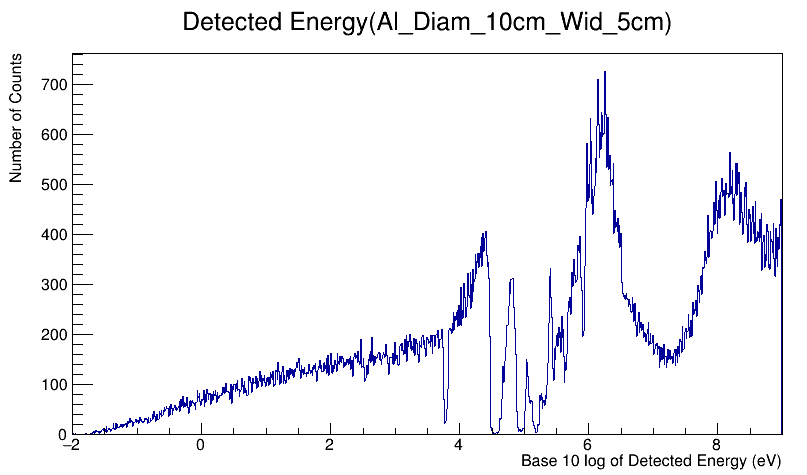 Detected Energy(Al_Diam_10cm_Wid_5cm)
Number of Counts
700
600
500
400
300
200
100
0
−2 0 2 4 6 8
Base 10 log of Detected Energy (eV)